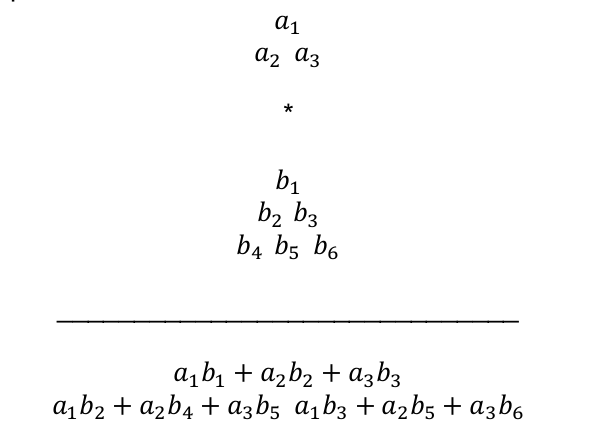 a₁
a₂ a₃
*
b₁
b₂ b₃
b₄ b₅ b₆
a₁b₁ + a₂b₂ + a₃b₃
a₁b₂ + a₂b₄ + a₃b₅ a₁b₃ + a₂b₅ + a₃b₆